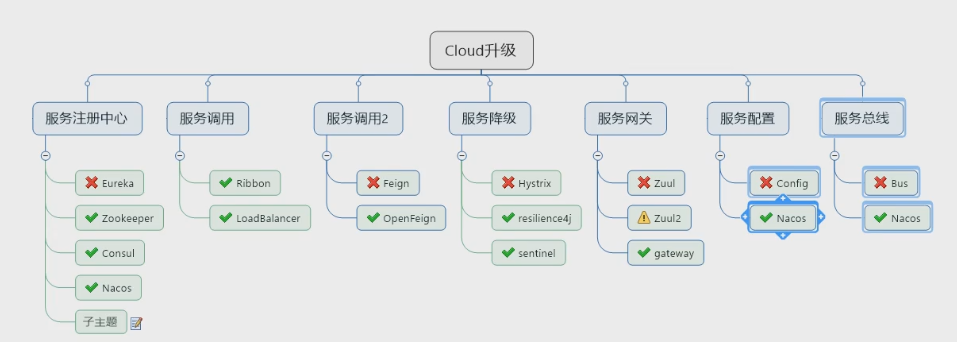 Cloud升级
服务注册中心
服务调用
服务调用2
服务降级
服务网关
服务配置
服务总线
Eureka
Zookeeper
Consul
Nacos
子主题
Ribbon
LoadBalancer
Feign
OpenFeign
Hystrix
resilience4j
sentinel
Zuul
Zuul2
gateway
Config
Nacos
Bus
Nacos